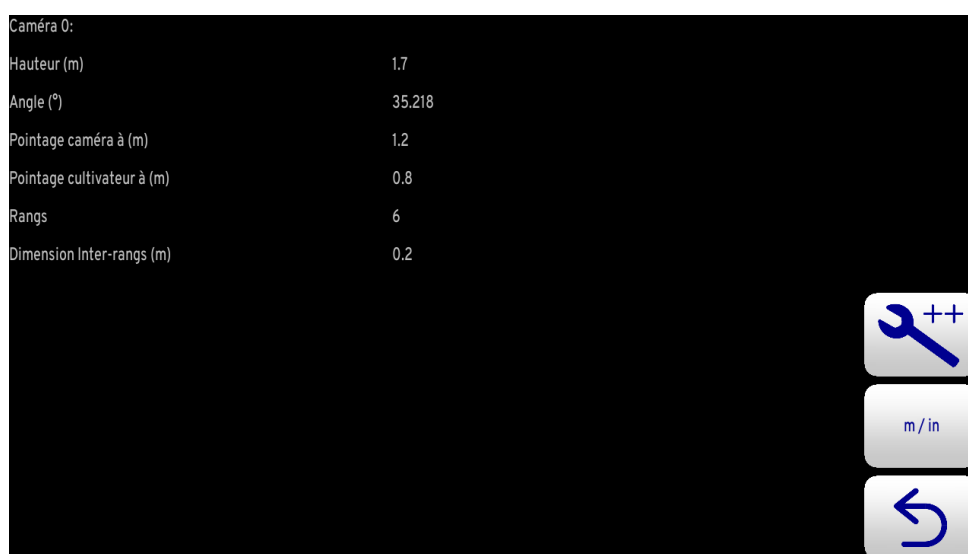 Caméra 0:
Hauteur (m) 1.7
Angle (°) 35.218
Pointage caméra à (m) 1.2
Pointage cultivateur à (m) 0.8
Rangs 6
Dimension Inter-rangs (m) 0.2
++
m / in